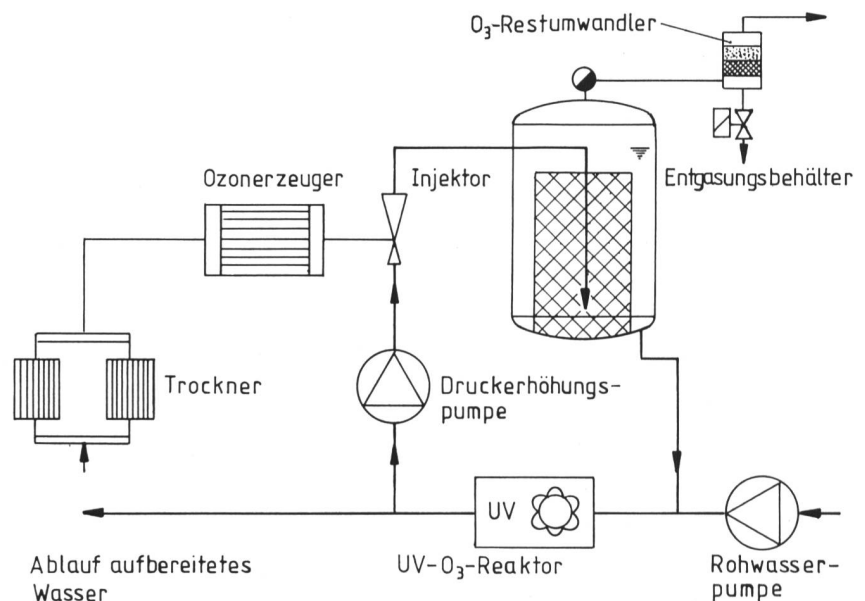 O₃-Restumwandler
Ozonerzeuger
Injektor
Entgasungsbehälter
Trockner
Druckerhöhungs-
pumpe
UV
Ablauf aufbereitetes
Wasser
UV-O₃-Reaktor
Rohwasser-
pumpe